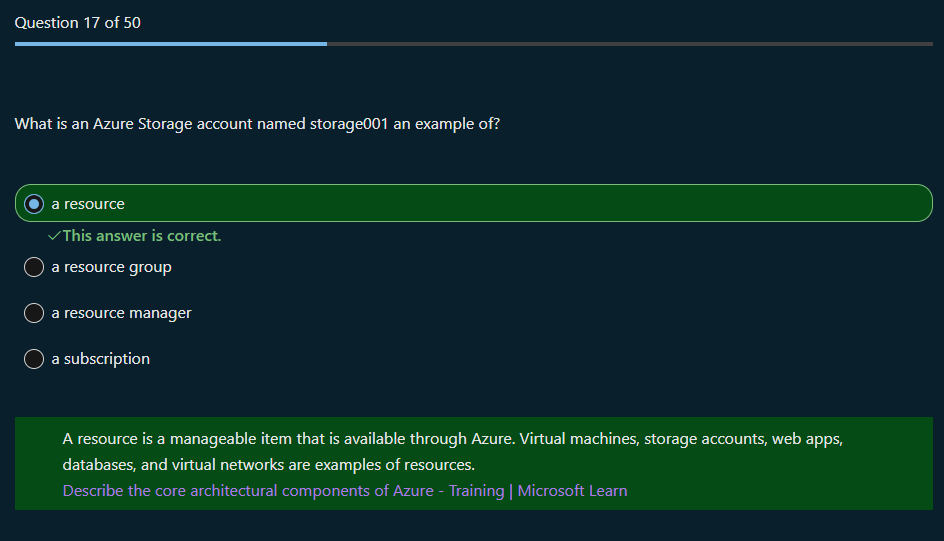 Question 17 of 50
What is an Azure Storage account named storage001 an example of?
a resource
✓This answer is correct.
a resource group
a resource manager
a subscription
A resource is a manageable item that is available through Azure. Virtual machines, storage accounts, web apps,
databases, and virtual networks are examples of resources.
Describe the core architectural components of Azure - Training | Microsoft Learn